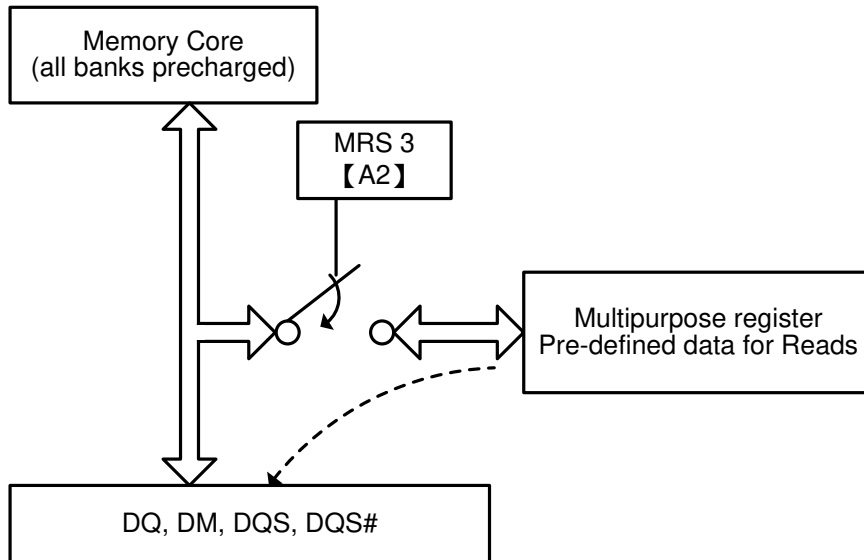 Memory Core
(all banks precharged)
MRS 3
【A2】
Multipurpose register
Pre-defined data for Reads
DQ, DM, DQS, DQS#